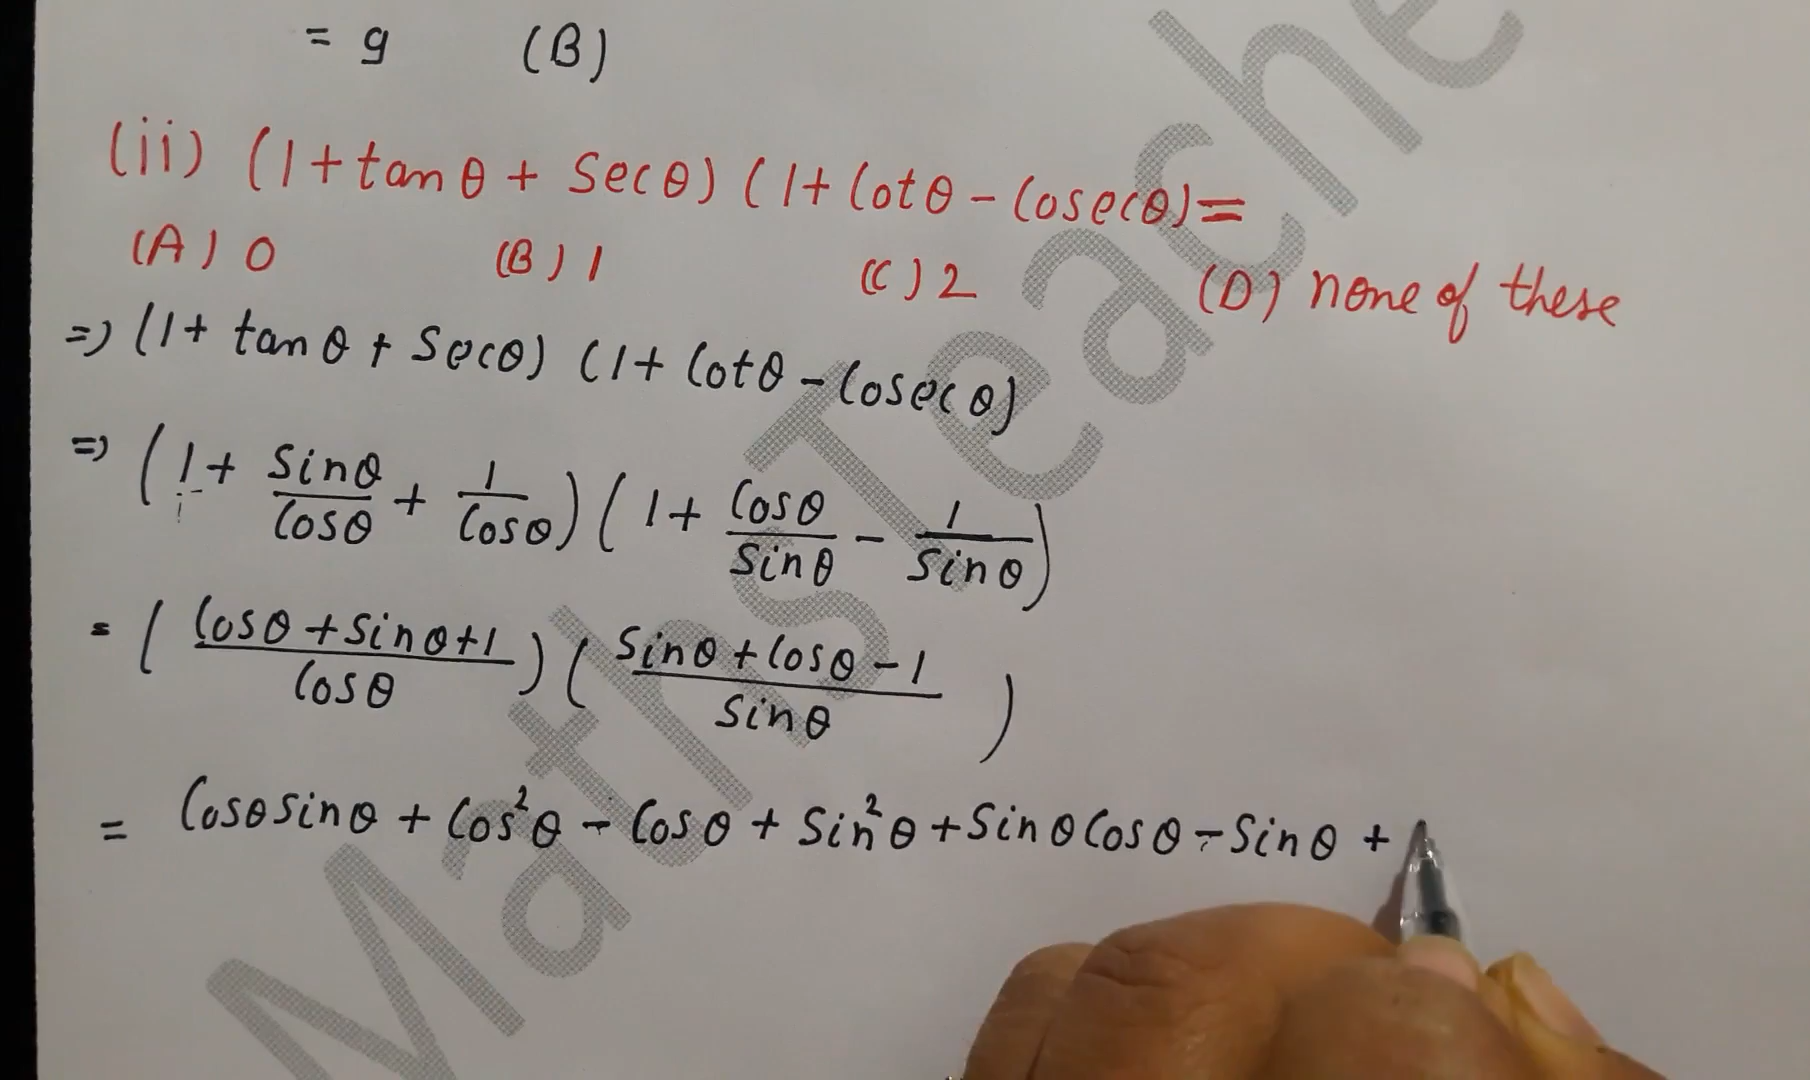 = 9 (B)
(ii) (1+tanθ + Secθ) (1+Cotθ - Cosecθ)=
(A) 0 (B) 1 (C) 2 (D) none of these
=) (1+ tanθ + Secθ) (1+ Cotθ - Cosecθ)
=) (1+ Sinθ/Cosθ + 1/Cosθ) (1+ Cosθ/Sinθ - 1/Sinθ)
= (Cosθ+Sinθ+1/Cosθ) (Sinθ+Cosθ-1/Sinθ)
= CosθSinθ + Cos²θ - Cosθ + Sin²θ + SinθCosθ - Sinθ +
Maths Teache